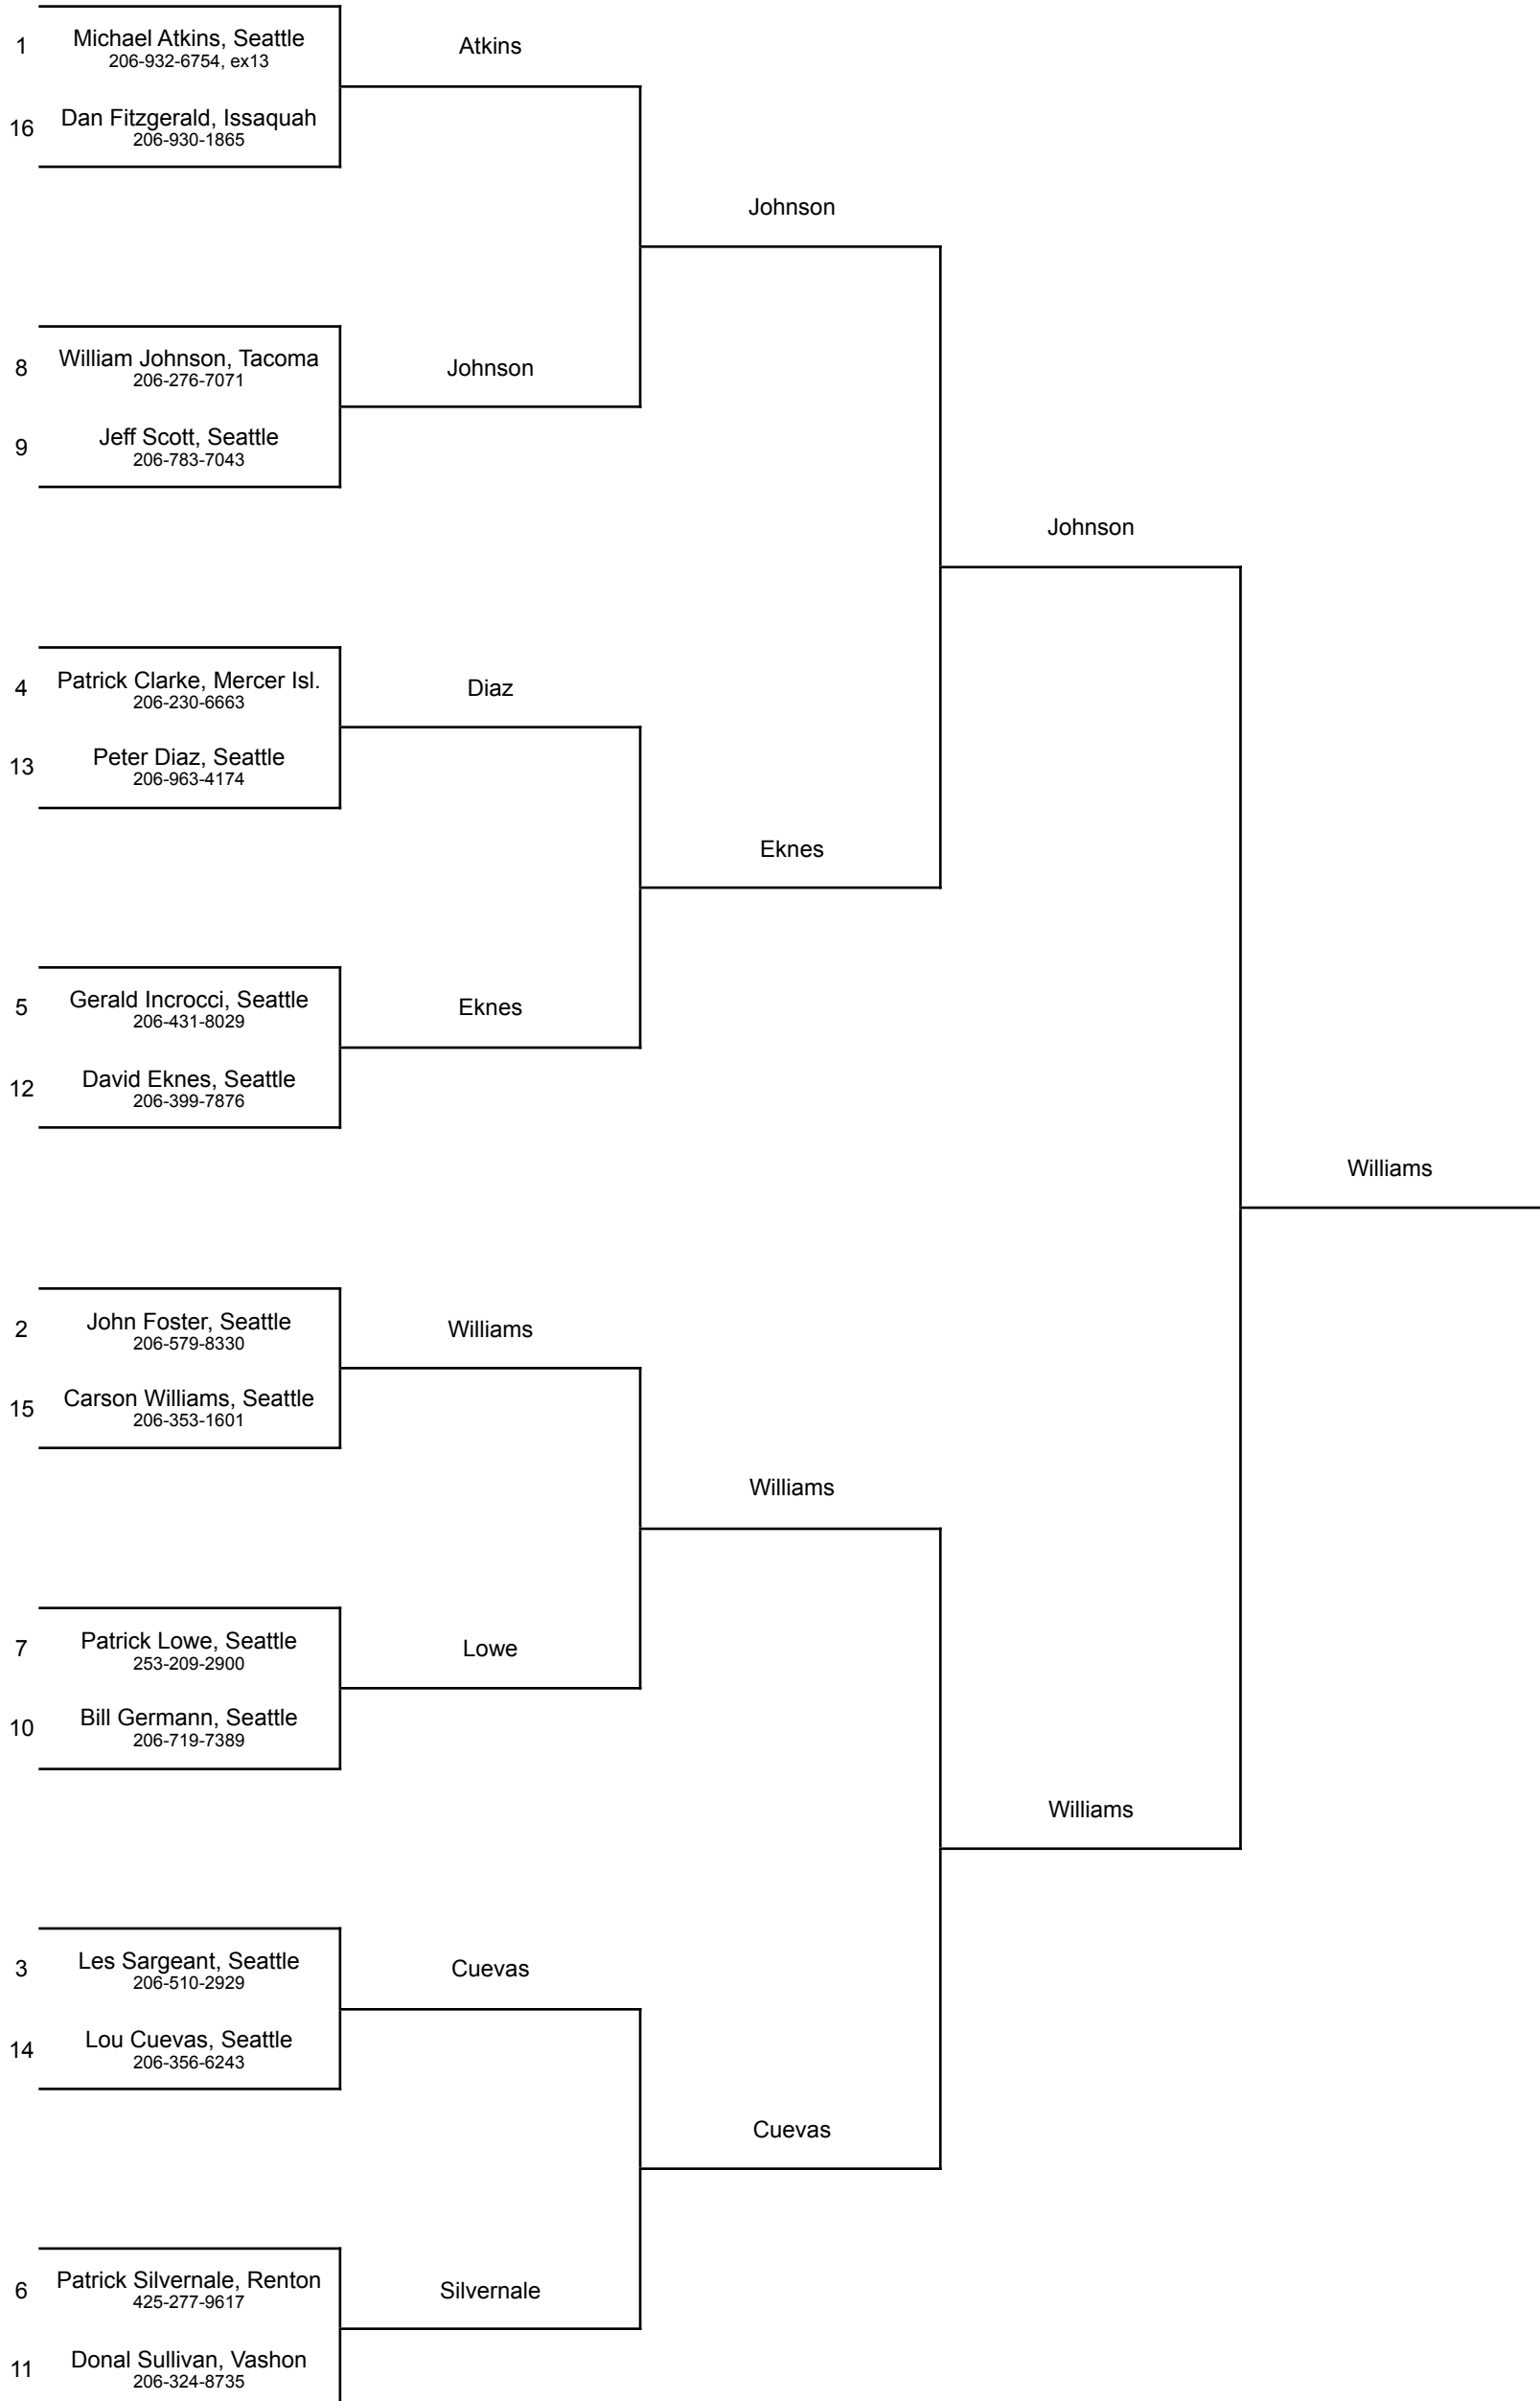 1
Michael Atkins, Seattle
206-932-6754, ex13
Atkins
16
Dan Fitzgerald, Issaquah
206-930-1865
Johnson
8
William Johnson, Tacoma
206-276-7071
Johnson
9
Jeff Scott, Seattle
206-783-7043
Johnson
4
Patrick Clarke, Mercer Isl.
206-230-6663
Diaz
13
Peter Diaz, Seattle
206-963-4174
Eknes
5
Gerald Incrocci, Seattle
206-431-8029
Eknes
12
David Eknes, Seattle
206-399-7876
Williams
2
John Foster, Seattle
206-579-8330
Williams
15
Carson Williams, Seattle
206-353-1601
Williams
7
Patrick Lowe, Seattle
253-209-2900
Lowe
10
Bill Germann, Seattle
206-719-7389
Williams
3
Les Sargeant, Seattle
206-510-2929
Cuevas
14
Lou Cuevas, Seattle
206-356-6243
Cuevas
6
Patrick Silvernale, Renton
425-277-9617
Silvernale
11
Donal Sullivan, Vashon
206-324-8735